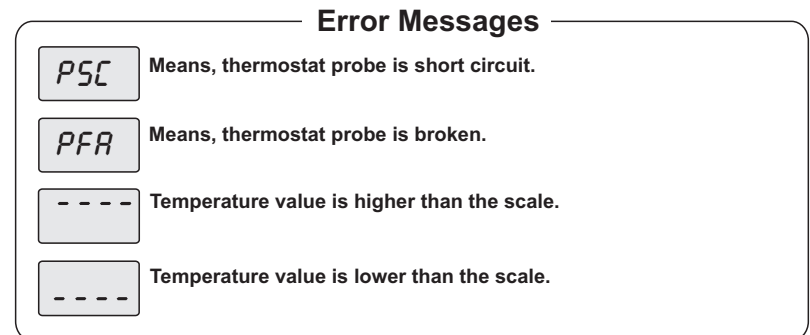 Error Messages
PSC
Means, thermostat probe is short circuit.
PFA
Means, thermostat probe is broken.
- - - -
Temperature value is higher than the scale.
- - - -
Temperature value is lower than the scale.